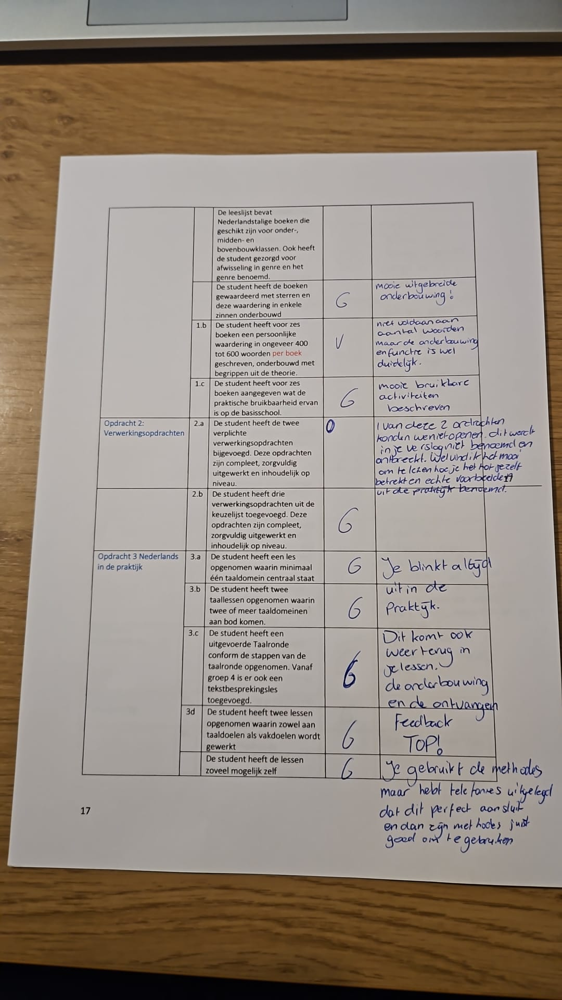 De leeslijst bevat
Nederlandstalige boeken die
geschikt zijn voor onder-,
midden- en
bovenbouwklassen. Ook heeft
de student gezorgd voor
afwisseling in genre en het
genre benoemd.
De student heeft de boeken
gewaardeerd met sterren en
deze waardering in enkele
zinnen onderbouwd
G
mooie uitgebreide
onderbouwing!
1.b
De student heeft voor zes
boeken een persoonlijke
waardering in ongeveer 400
tot 600 woorden per boek
geschreven, onderbouwd met
begrippen uit de theorie.
V
niet voldaan aan
aantal woorden
maar de onderbouwing
en functie is wel
duidelijk.
1.c
De student heeft voor zes
boeken aangegeven wat de
praktische bruikbaarheid ervan
is op de basisschool.
G
mooie bruikbare
activiteiten
beschreven
Opdracht 2:
Verwerkingsopdrachten
2.a
De student heeft de twee
verplichte
verwerkingsopdrachten
bijgevoegd. Deze opdrachten
zijn compleet, zorgvuldig
uitgewerkt en inhoudelijk op
niveau.
O
1 van deze 2 opdrachten
konden we niet openen. dit werdt
in je verslag niet benoemd en
ontbreekt. Wel vind ik het mooi
om te lezen hoe je het tot jezelf
betrekt en echte voorbeelden
uit de praktijk benoemd.
2.b
De student heeft drie
verwerkingsopdrachten uit de
keuzelijst toegevoegd. Deze
opdrachten zijn compleet,
zorgvuldig uitgewerkt en
inhoudelijk op niveau.
G
Opdracht 3 Nederlands
in de praktijk
3.a
De student heeft een les
opgenomen waarin minimaal
één taaldomein centraal staat
G
Je blinkt altijd
uit in de
Praktijk.
3.b
De student heeft twee
taallessen opgenomen waarin
twee of meer taaldomeinen
aan bod komen.
G
3.c
De student heeft een
uitgevoerde Taalronde
conform de stappen van de
taalronde opgenomen. Vanaf
groep 4 is er ook een
tekstbesprekingsles
toegevoegd.
G
Dit komt ook
weer terug in
je lessen.
de onderbouwing
en de ontvangen
Feedback
TOP!
3d
De student heeft twee lessen
opgenomen waarin zowel aan
taaldoelen als vakdoelen wordt
gewerkt
G
De student heeft de lessen
zoveel mogelijk zelf
G
Je gebruikt de methodes
maar hebt uitgelegd
dat dit perfect aansluit
en dan zijn methodes juist
goed om te gebruiken
17